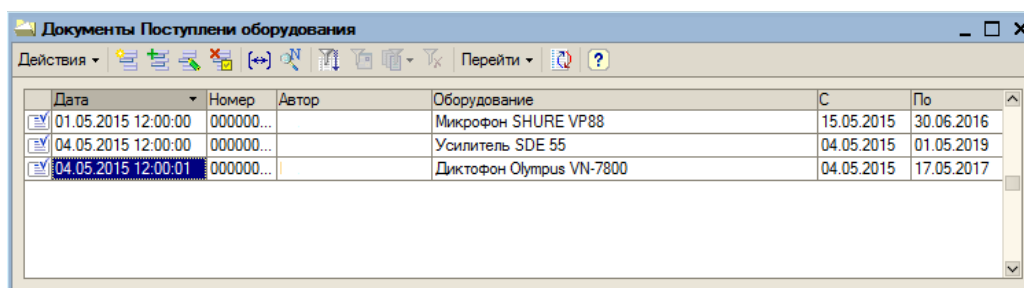 Документы Поступлени оборудования
Действия Перейти
Дата Номер Автор Оборудование С По
01.05.2015 12:00:00 000000... Микрофон SHURE VP88 15.05.2015 30.06.2016
04.05.2015 12:00:00 000000... Усилитель SDE 55 04.05.2015 01.05.2019
04.05.2015 12:00:01 000000... Диктофон Olympus VN-7800 04.05.2015 17.05.2017